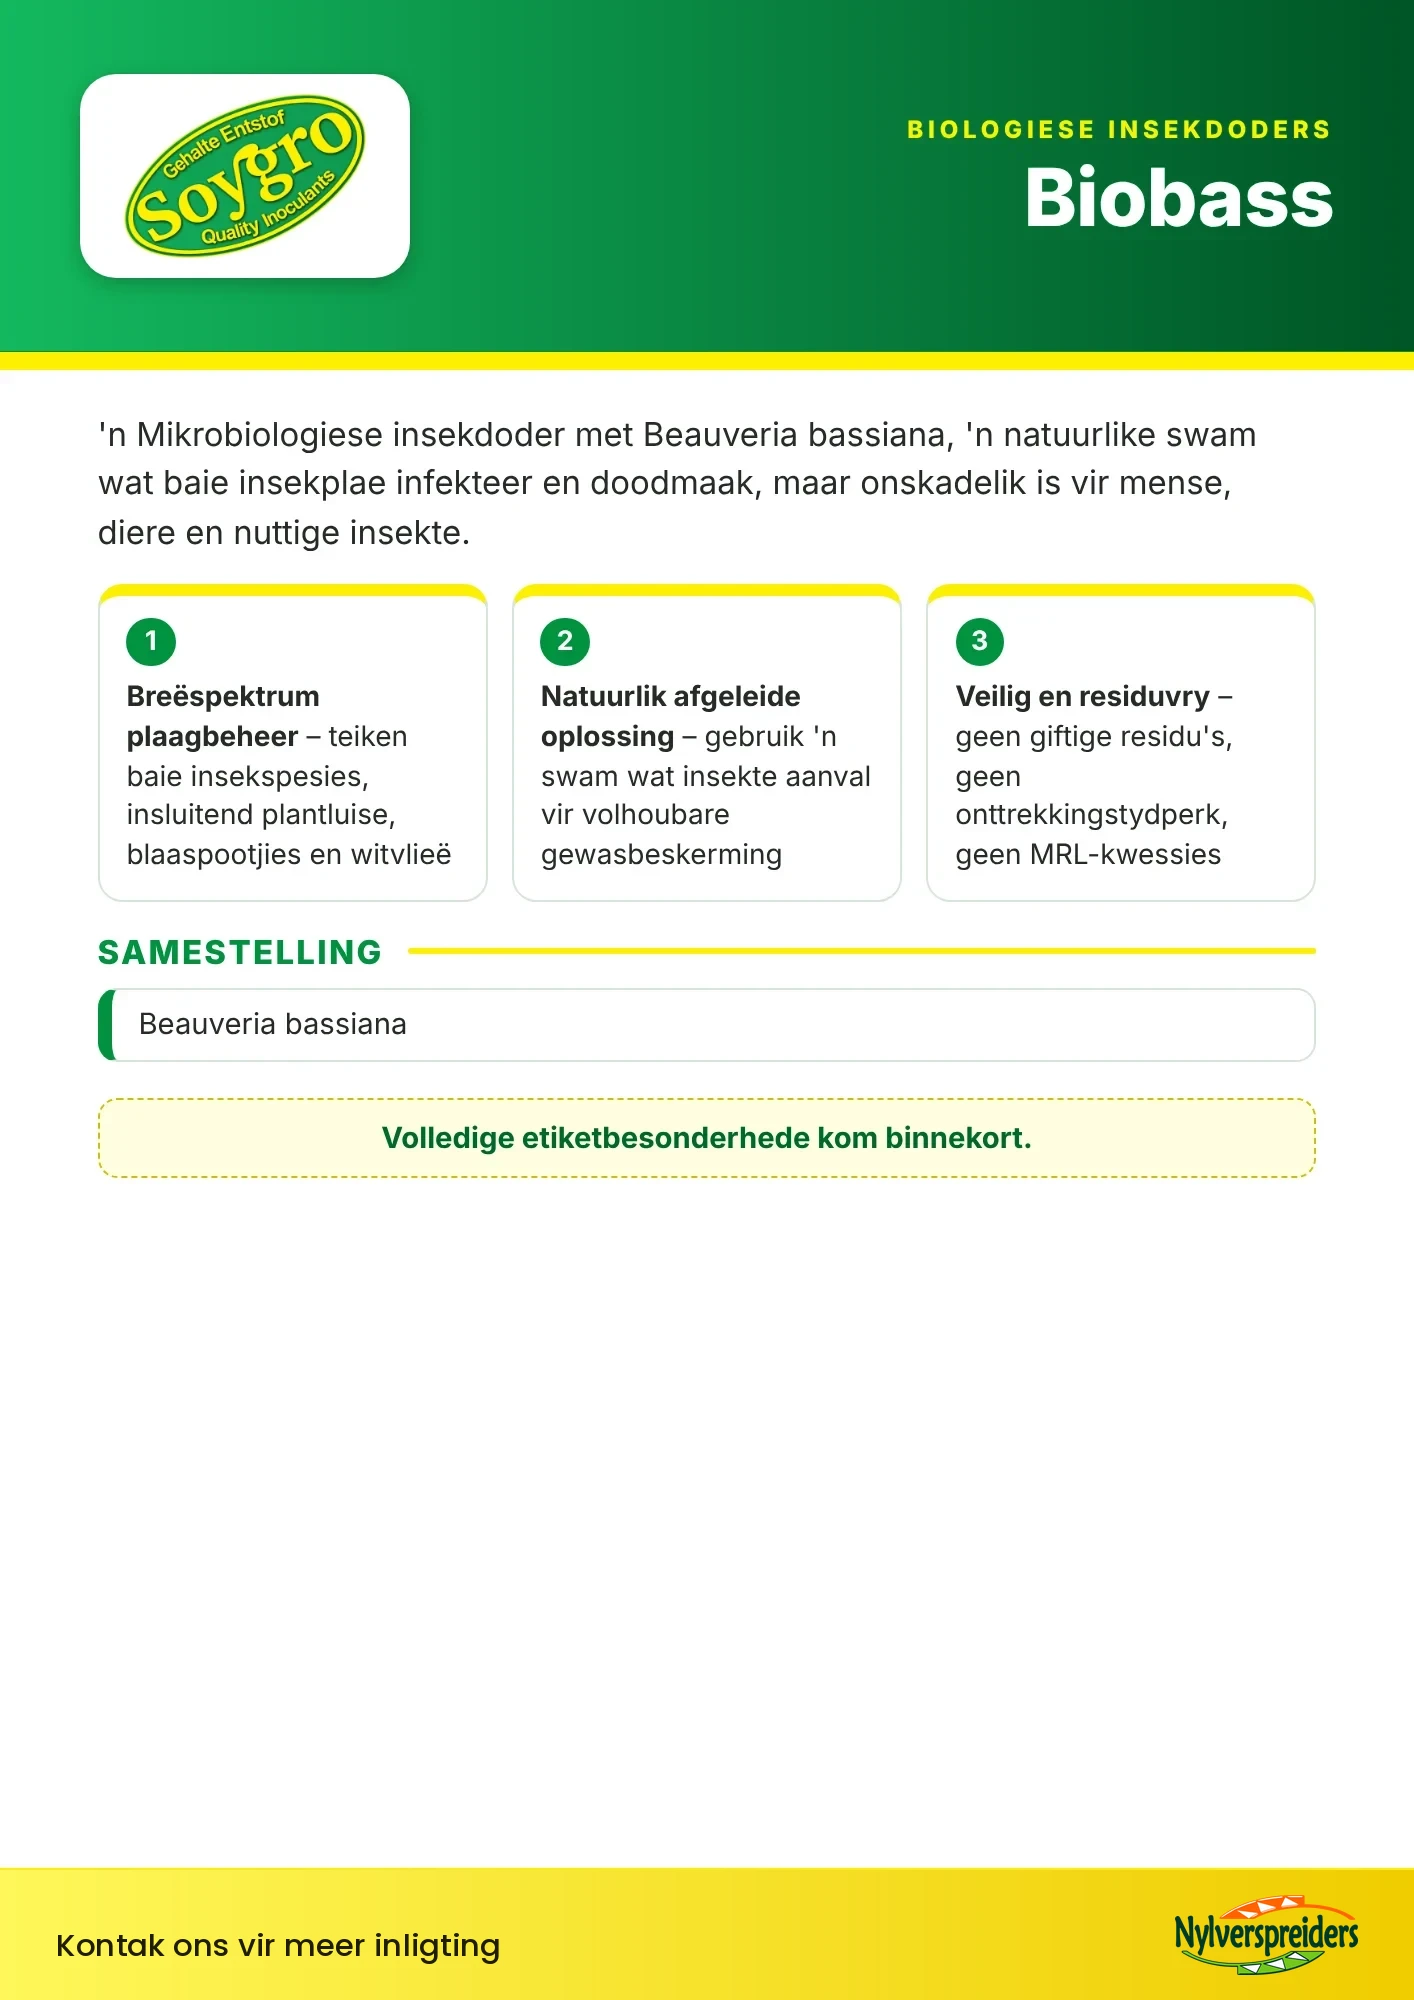 Gehalte Entstof
Soygro
Quality Inoculants
BIOLOGIESE INSEKDODERS
Biobass
'n Mikrobiologiese insekdoder met Beauveria bassiana, 'n natuurlike swam
wat baie insekplae infekteer en doodmaak, maar onskadelik is vir mense,
diere en nuttige insekte.
1
Breëspektrum
plaagbeheer – teiken
baie insekspesies,
insluitend plantluise,
blaaspootjies en witvlieë
2
Natuurlik afgeleide
oplossing – gebruik 'n
swam wat insekte aanval
vir volhoubare
gewasbeskerming
3
Veilig en residuvry –
geen giftige residu's,
geen
onttrekkingstydperk,
geen MRL-kwessies
SAMESTELLING
Beauveria bassiana
Volledige etiketbesonderhede kom binnekort.
Kontak ons vir meer inligting
Nylverspreiders